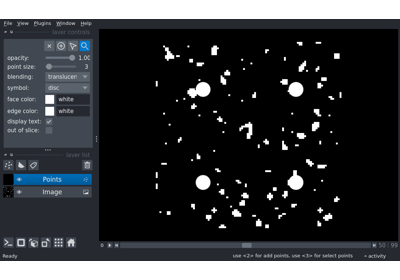 File View Plugins Window Help
layer controls
opacity: 1.00
point size: 3
blending: translucen
symbol: disc
face color: white
edge color: white
display text: ✓
out of slice:
layer list
Points
Image
0 50 99
Ready use <2> for add points, use <3> for select points activity